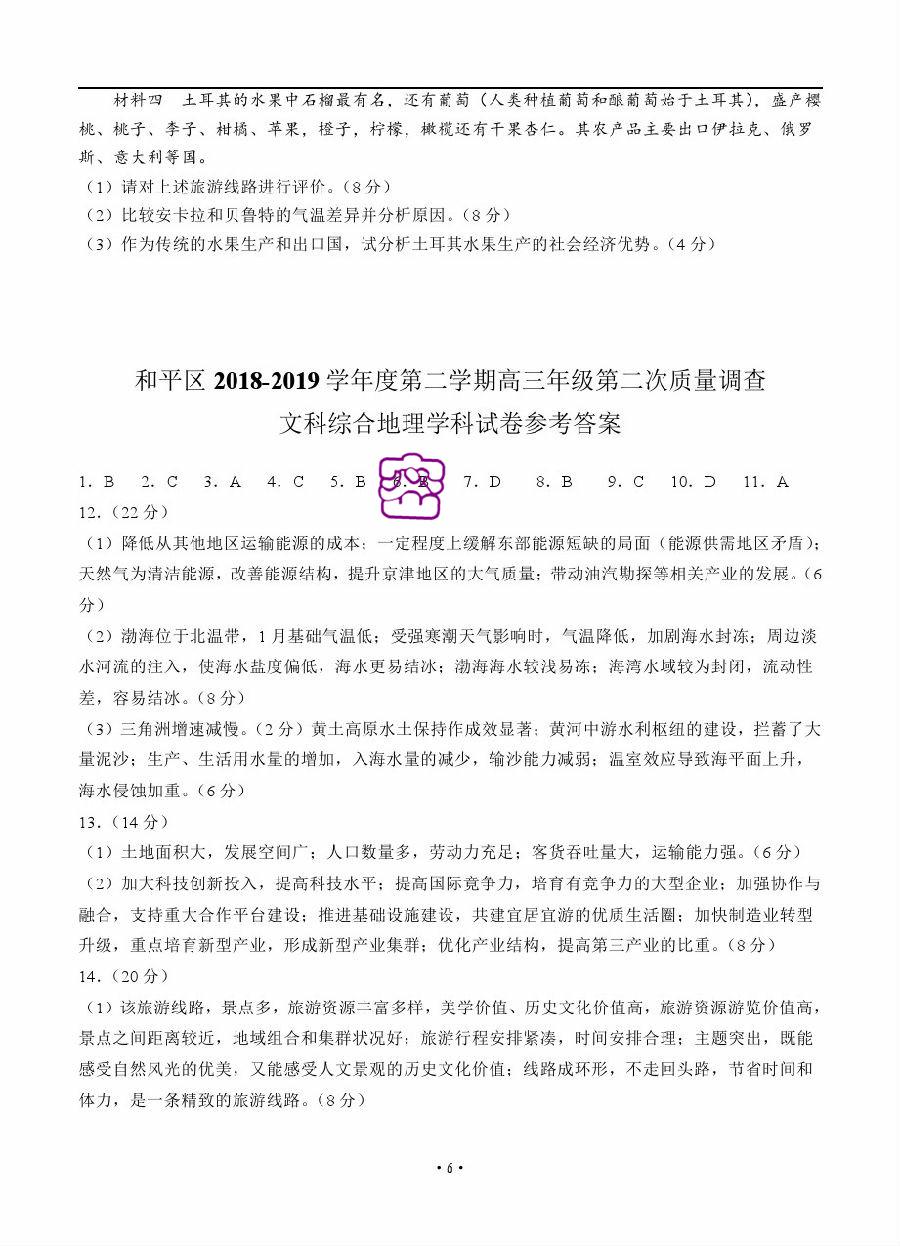 材料四 土耳其的水果中石榴最有名，还有葡萄（人类种植葡萄和酿葡萄始于土耳其），盛产樱
桃、桃子、李子、柑橘、苹果，橙子，柠檬，橄榄还有干果杏仁。其农产品主要出口伊拉克、俄罗
斯、意大利等国。
（1）请对上述旅游线路进行评价。（8分）
（2）比较安卡拉和贝鲁特的气温差异并分析原因。（8分）
（3）作为传统的水果生产和出口国，试分析土耳其水果生产的社会经济优势。（4分）
和平区 2018-2019 学年度第二学期高三年级第二次质量调查
文科综合地理学科试卷参考答案
1．B 2．C 3．A 4．C 5．B 6．B 7．D 8．B 9．C 10．D 11．A
12．（22分）
（1）降低从其他地区运输能源的成本；一定程度上缓解东部能源短缺的局面（能源供需地区矛盾）；
天然气为清洁能源，改善能源结构，提升京津地区的大气质量；带动油汽勘探等相关产业的发展。（6
分）
（2）渤海位于北温带，1月基础气温低；受强寒潮天气影响时，气温降低，加剧海水封冻；周边淡
水河流的注入，使海水盐度偏低，海水更易结冰；渤海海水较浅易冻；海湾水域较为封闭，流动性
差，容易结冰。（8分）
（3）三角洲增速减慢。（2分）黄土高原水土保持作成效显著；黄河中游水利枢纽的建设，拦蓄了大
量泥沙；生产、生活用水量的增加，入海水量的减少，输沙能力减弱；温室效应导致海平面上升，
海水侵蚀加重。（6分）
13．（14分）
（1）土地面积大，发展空间广；人口数量多，劳动力充足；客货吞吐量大，运输能力强。（6分）
（2）加大科技创新投入，提高科技水平；提高国际竞争力，培育有竞争力的大型企业；加强协作与
融合，支持重大合作平台建设；推进基础设施建设，共建宜居宜游的优质生活圈；加快制造业转型
升级，重点培育新型产业，形成新型产业集群；优化产业结构，提高第三产业的比重。（8分）
14．（20分）
（1）该旅游线路，景点多，旅游资源丰富多样，美学价值、历史文化价值高，旅游资源游览价值高，
景点之间距离较近，地域组合和集群状况好；旅游行程安排紧凑，时间安排合理；主题突出，既能
感受自然风光的优美，又能感受人文景观的历史文化价值；线路成环形，不走回头路，节省时间和
体力，是一条精致的旅游线路。（8分）
·6·